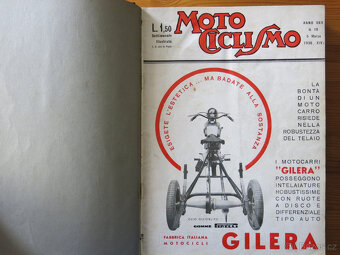 L. 1,50
MOTO
CICLISMO
Settimanale
Illustrato
ANNO XXII
N. 10
5 Marzo
1936 XIV
ESIGETE L'ESTETICA ... MA BADATE ALLA SOSTANZA
LA
BONTÀ
DI UN
MOTO
CARRO
RISIEDE
NELLA
ROBUSTEZZA
DEL TELAIO
I MOTOCARRI
"GILERA"
POSSEGGONO
INTELAIATURE
ROBUSTISSIME
CON RUOTE
A DISCO E
DIFFERENZIALE
TIPO AUTO
GOMME PIRELLI
FABBRICA ITALIANA
MOTOCICLI
GILERA